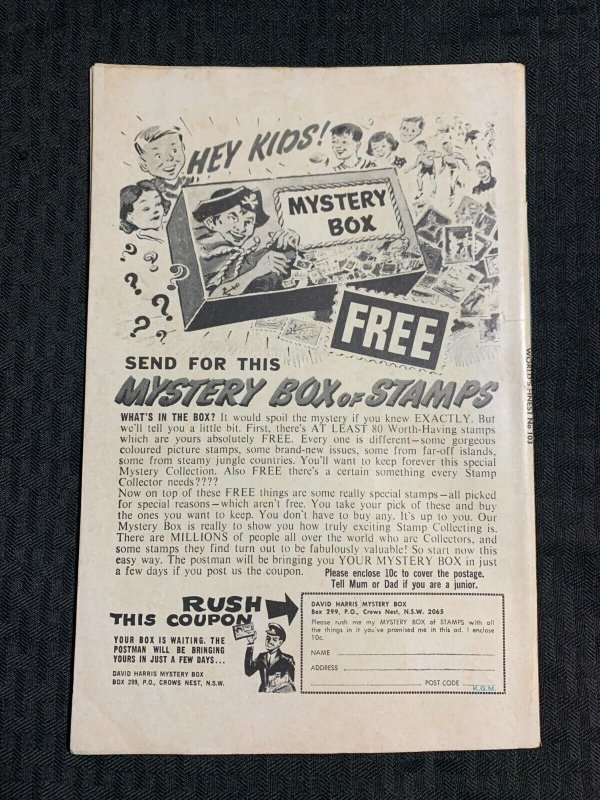 HEY KIDS!
MYSTERY
BOX
FREE
SEND FOR THIS
MYSTERY BOX OF STAMPS
WHAT'S IN THE BOX? It would spoil the mystery if you knew EXACTLY. But
we'll tell you a little bit. First, there's AT LEAST 80 Worth-Having stamps
which are yours absolutely FREE. Every one is different—some gorgeous
coloured picture stamps, some brand-new issues, some from far-off islands,
some from steamy jungle countries. You'll want to keep forever this special
Mystery Collection. Also FREE there's a certain something every Stamp
Collector needs????
Now on top of these FREE things are some really special stamps—all picked
for special reasons—which aren't free. You take your pick of these and buy
the ones you want to keep. You don't have to buy any. It's up to you. Our
Mystery Box is really to show you how truly exciting Stamp Collecting is.
There are MILLIONS of people all over the world who are Collectors, and
some stamps they find turn out to be fabulously valuable! So start now this
easy way. The postman will be bringing you YOUR MYSTERY BOX in just
a few days if you post us the coupon. Please enclose 10c to cover the postage.
Tell Mum or Dad if you are a junior.
RUSH
THIS COUPON
YOUR BOX IS WAITING. THE
POSTMAN WILL BE BRINGING
YOURS IN JUST A FEW DAYS...
DAVID HARRIS MYSTERY BOX
BOX 299, P.O., CROWS NEST, N.S.W.
DAVID HARRIS MYSTERY BOX
Box 299, P.O., Crows Nest, N.S.W. 2065
Please rush me my MYSTERY BOX of STAMPS with all
the things in it you've promised me in this ad. I enclose
10c.
NAME
ADDRESS
POST CODE
K.G.M.
WORLD'S FINEST No. 103